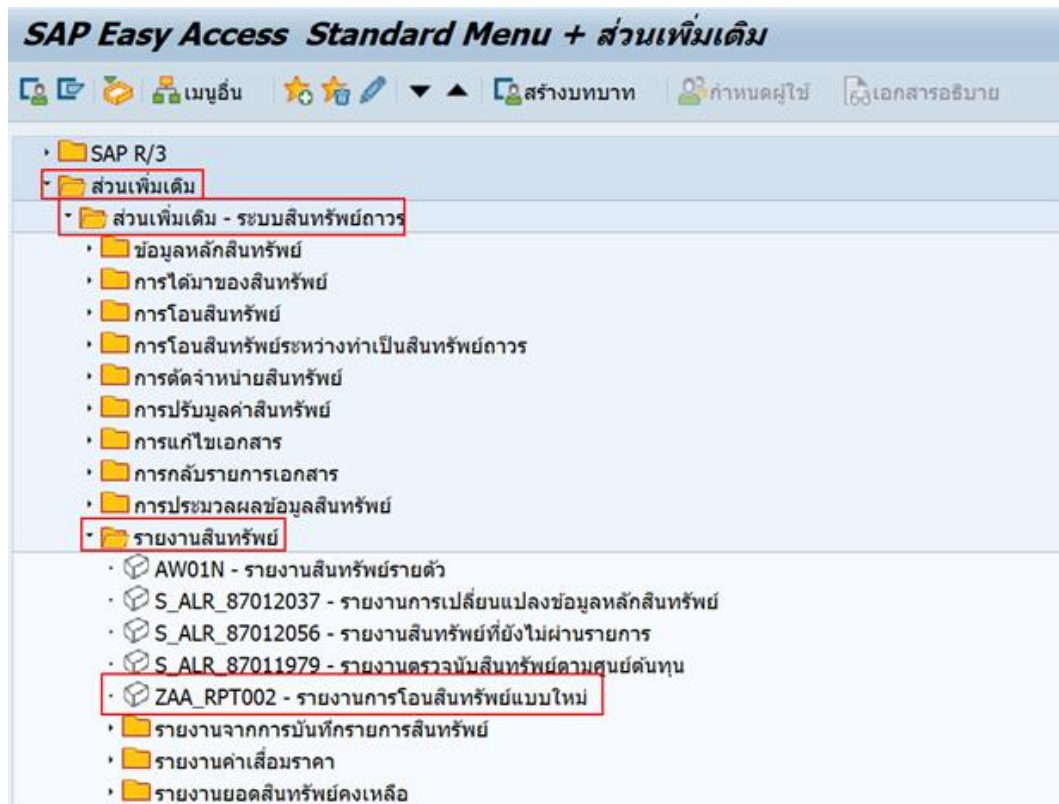 SAP Easy Access Standard Menu + ส่วนเพิ่มเติม
เมนูอื่น สร้างบทบาท กำหนดผู้ใช้ เอกสารอธิบาย
SAP R/3
ส่วนเพิ่มเติม
ส่วนเพิ่มเติม - ระบบสินทรัพย์ถาวร
ข้อมูลหลักสินทรัพย์
การได้มาของสินทรัพย์
การโอนสินทรัพย์
การโอนสินทรัพย์ระหว่างทำเป็นสินทรัพย์ถาวร
การตัดจำหน่ายสินทรัพย์
การปรับมูลค่าสินทรัพย์
การแก้ไขเอกสาร
การกลับรายการเอกสาร
การประมวลผลข้อมูลสินทรัพย์
รายงานสินทรัพย์
AW01N - รายงานสินทรัพย์รายตัว
S_ALR_87012037 - รายงานการเปลี่ยนแปลงข้อมูลหลักสินทรัพย์
S_ALR_87012056 - รายงานสินทรัพย์ที่ยังไม่ผ่านรายการ
S_ALR_87011979 - รายงานตรวจนับสินทรัพย์ตามศูนย์ต้นทุน
ZAA_RPT002 - รายงานการโอนสินทรัพย์แบบใหม่
รายงานจากการบันทึกรายการสินทรัพย์
รายงานค่าเสื่อมราคา
รายงานยอดสินทรัพย์คงเหลือ